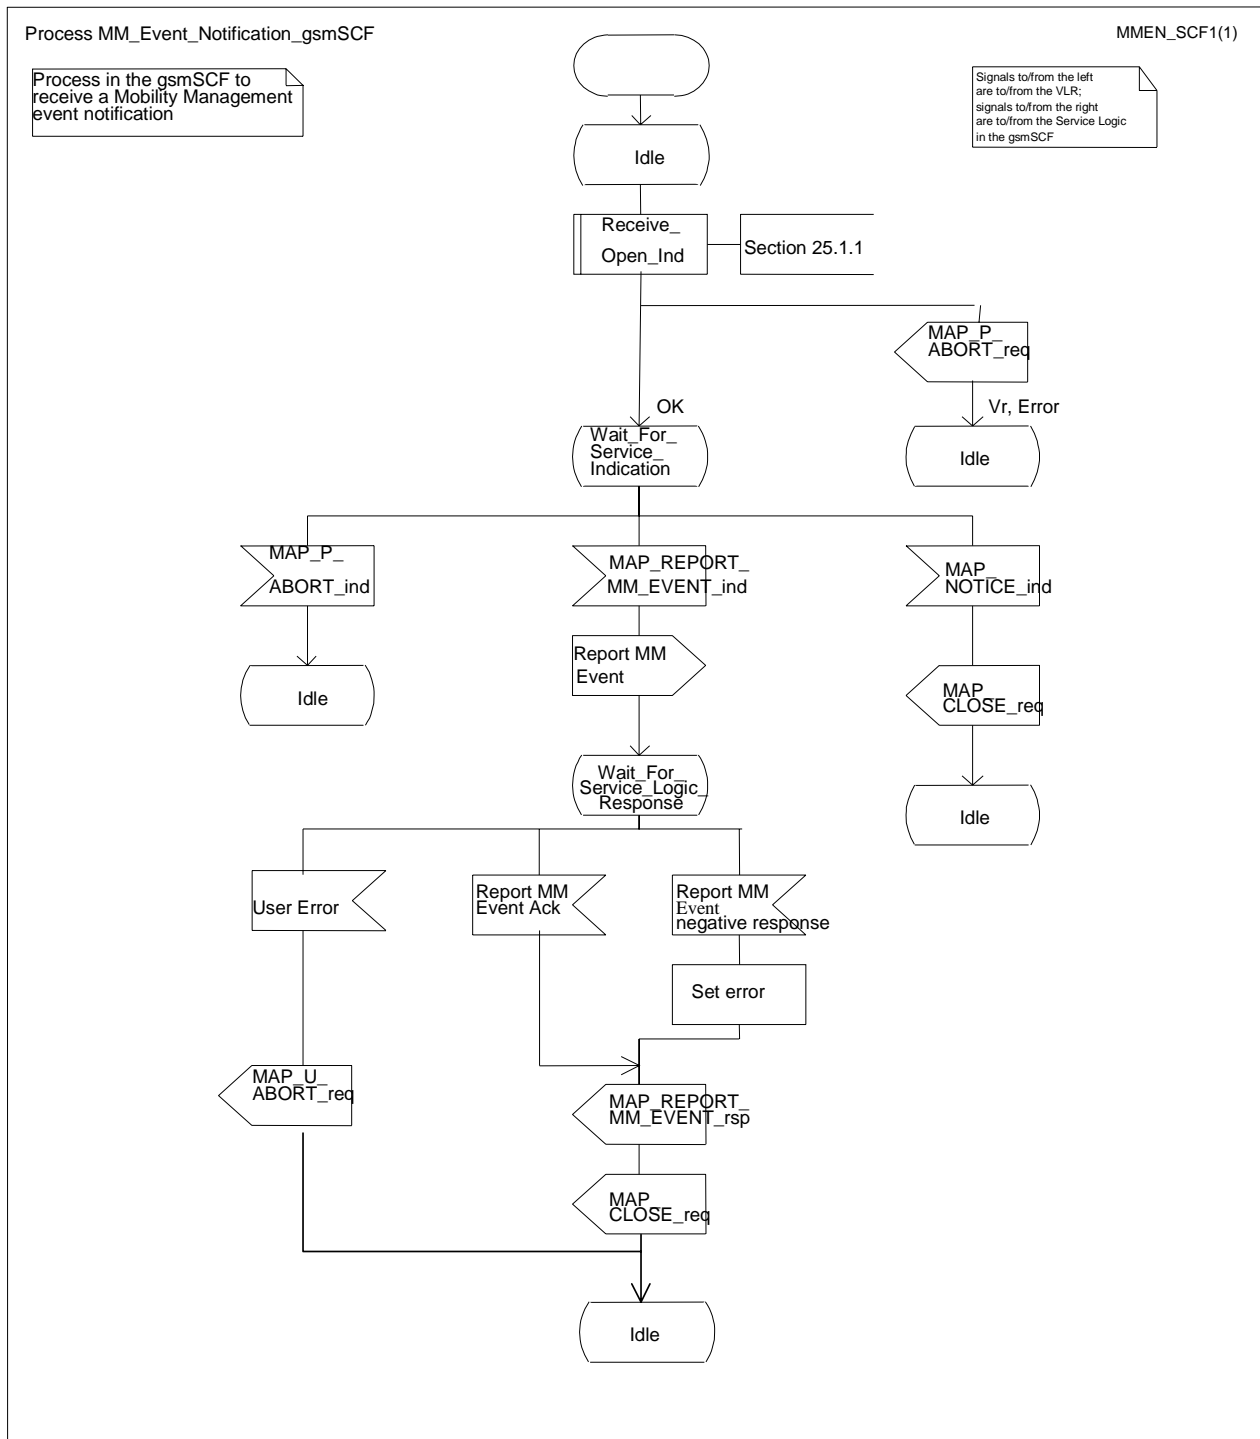 Process MM_Event_Notification_gsmSCF
MMEN_SCF1(1)
Process in the gsmSCF to
receive a Mobility Management
event notification
Signals to/from the left
are to/from the VLR;
signals to/from the right
are to/from the Service Logic
in the gsmSCF
Idle
Receive_
Open_Ind
Section 25.1.1
MAP_P_
ABORT_req
OK
Vr, Error
Wait_For_
Service_
Indication
Idle
MAP_P_
ABORT_ind
MAP_REPORT_
MM_EVENT_ind
MAP_
NOTICE_ind
Report MM
Event
Idle
MAP_
CLOSE_req
Wait_For_
Service_Logic_
Response
Idle
User Error
Report MM
Event Ack
Report MM
Event
negative response
Set error
MAP_U_
ABORT_req
MAP_REPORT_
MM_EVENT_rsp
MAP_
CLOSE_req
Idle